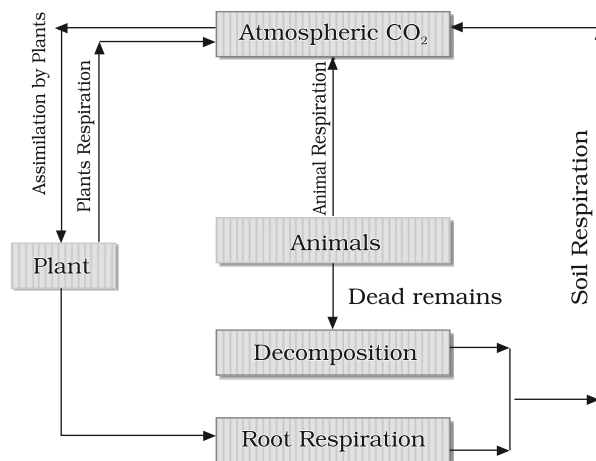 Atmospheric CO₂
Assimilation by Plants
Plants Respiration
Animal Respiration
Soil Respiration
Animals
Plant
Dead remains
Decomposition
Root Respiration